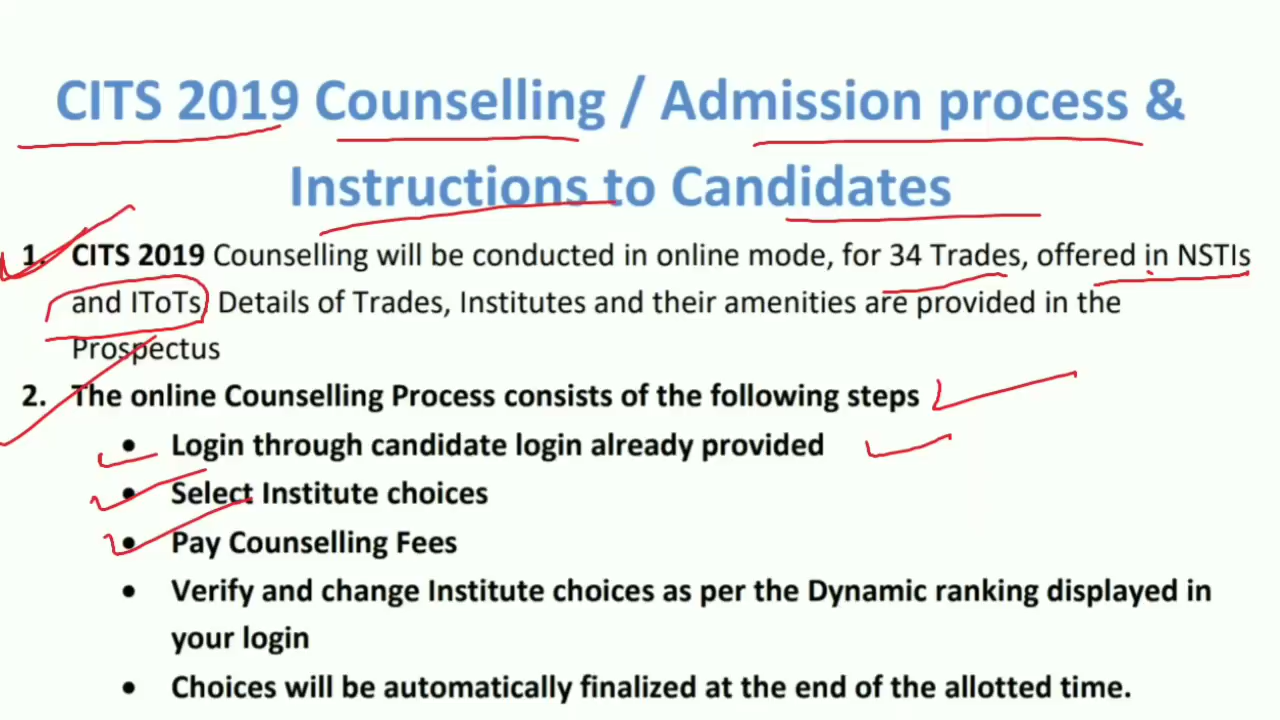 CITS 2019 Counselling / Admission process &
Instructions to Candidates
1. CITS 2019 Counselling will be conducted in online mode, for 34 Trades, offered in NSTIs
and IToTs. Details of Trades, Institutes and their amenities are provided in the
Prospectus
2. The online Counselling Process consists of the following steps
• Login through candidate login already provided
• Select Institute choices
• Pay Counselling Fees
• Verify and change Institute choices as per the Dynamic ranking displayed in
your login
• Choices will be automatically finalized at the end of the allotted time.